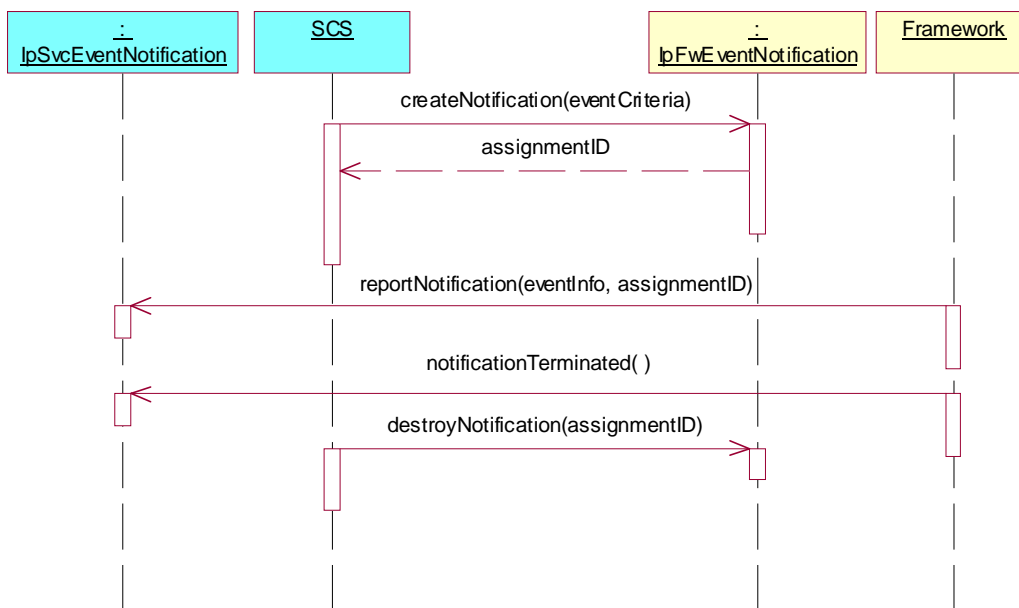 :
IpSvcEventNotification
SCS
:
IpFwEventNotification
Framework
createNotification(eventCriteria)
assignmentID
reportNotification(eventInfo, assignmentID)
notificationTerminated( )
destroyNotification(assignmentID)